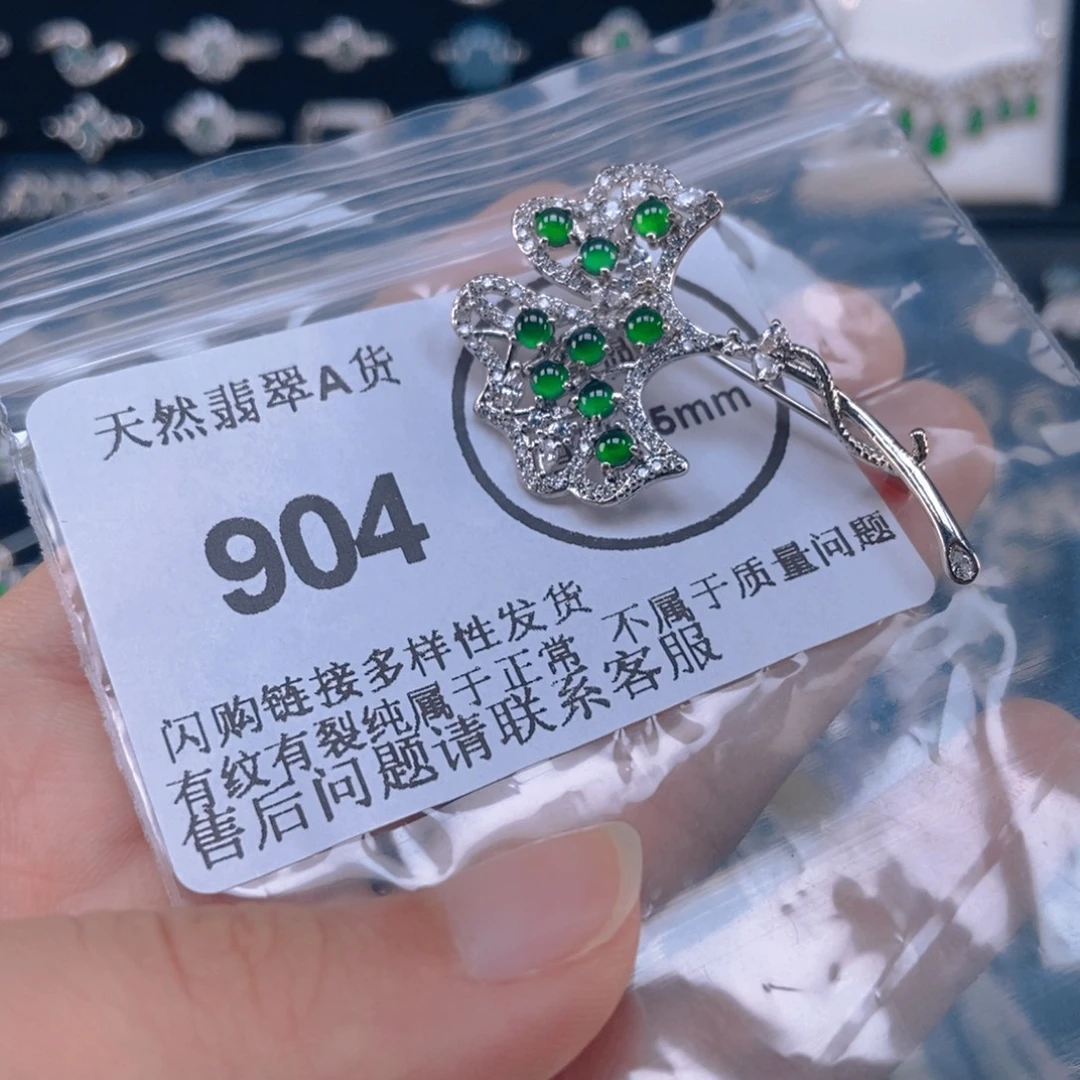 天然翡翠A货
904
5mm
闪购链接多样性发货
有纹有裂纯属于正常 不属于质量问题
售后问题请联系客服